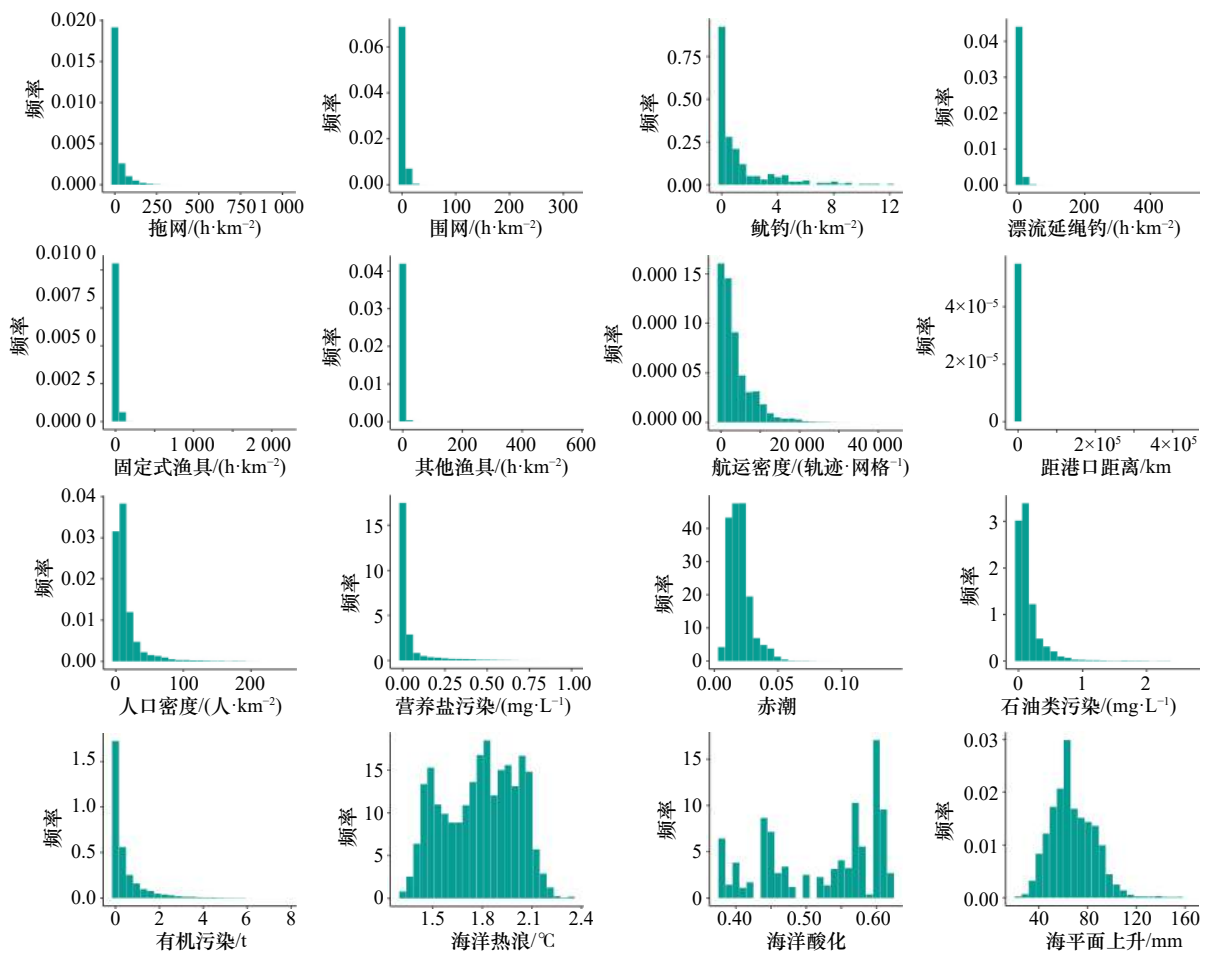 0.020
0.015
0.010
0.005
0.000
频率
0 250 500 750 1 000
拖网/(h·km⁻²)
0.06
0.04
0.02
0.00
频率
0 100 200 300
围网/(h·km⁻²)
0.75
0.50
0.25
0.00
频率
0 4 8 12
鱿钓/(h·km⁻²)
0.04
0.03
0.02
0.01
0.00
频率
0 200 400
漂流延绳钓/(h·km⁻²)
0.010 0
0.007 5
0.005 0
0.002 5
0.000 0
频率
0 1 000 2 000
固定式渔具/(h·km⁻²)
0.04
0.03
0.02
0.01
0.00
频率
0 200 400 600
其他渔具/(h·km⁻²)
0.000 15
0.000 10
0.000 05
0.000 00
频率
0 20 000 40 000
航运密度/(轨迹·网格⁻¹)
4×10⁻⁵
2×10⁻⁵
0
频率
0 2×10⁵ 4×10⁵
距港口距离/km
0.04
0.03
0.02
0.01
0.00
频率
0 100 200
人口密度/(人·km⁻²)
15
10
5
0
频率
0.00 0.25 0.50 0.75 1.00
营养盐污染/(mg·L⁻¹)
40
30
20
10
0
频率
0.00 0.05 0.10
赤潮
3
2
1
0
频率
0 1 2
石油类污染/(mg·L⁻¹)
1.5
1.0
0.5
0.0
频率
0 2 4 6 8
有机污染/t
15
10
5
0
频率
1.5 1.8 2.1 2.4
海洋热浪/℃
15
10
5
0
频率
0.40 0.50 0.60
海洋酸化
0.03
0.02
0.01
0.00
频率
40 80 120 160
海平面上升/mm